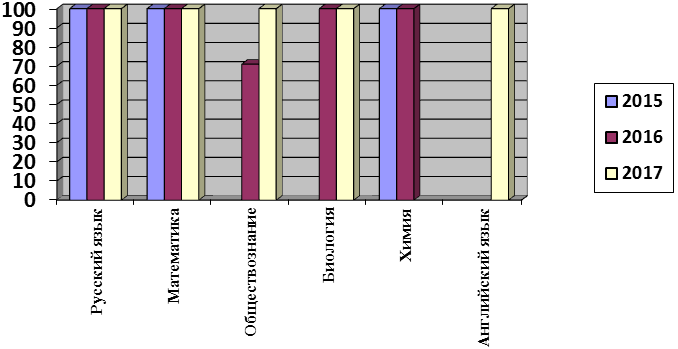 100
90
80
70
60
50
40
30
20
10
0
Русский язык
Математика
Обществознание
Биология
Химия
Английский язык
2015
2016
2017